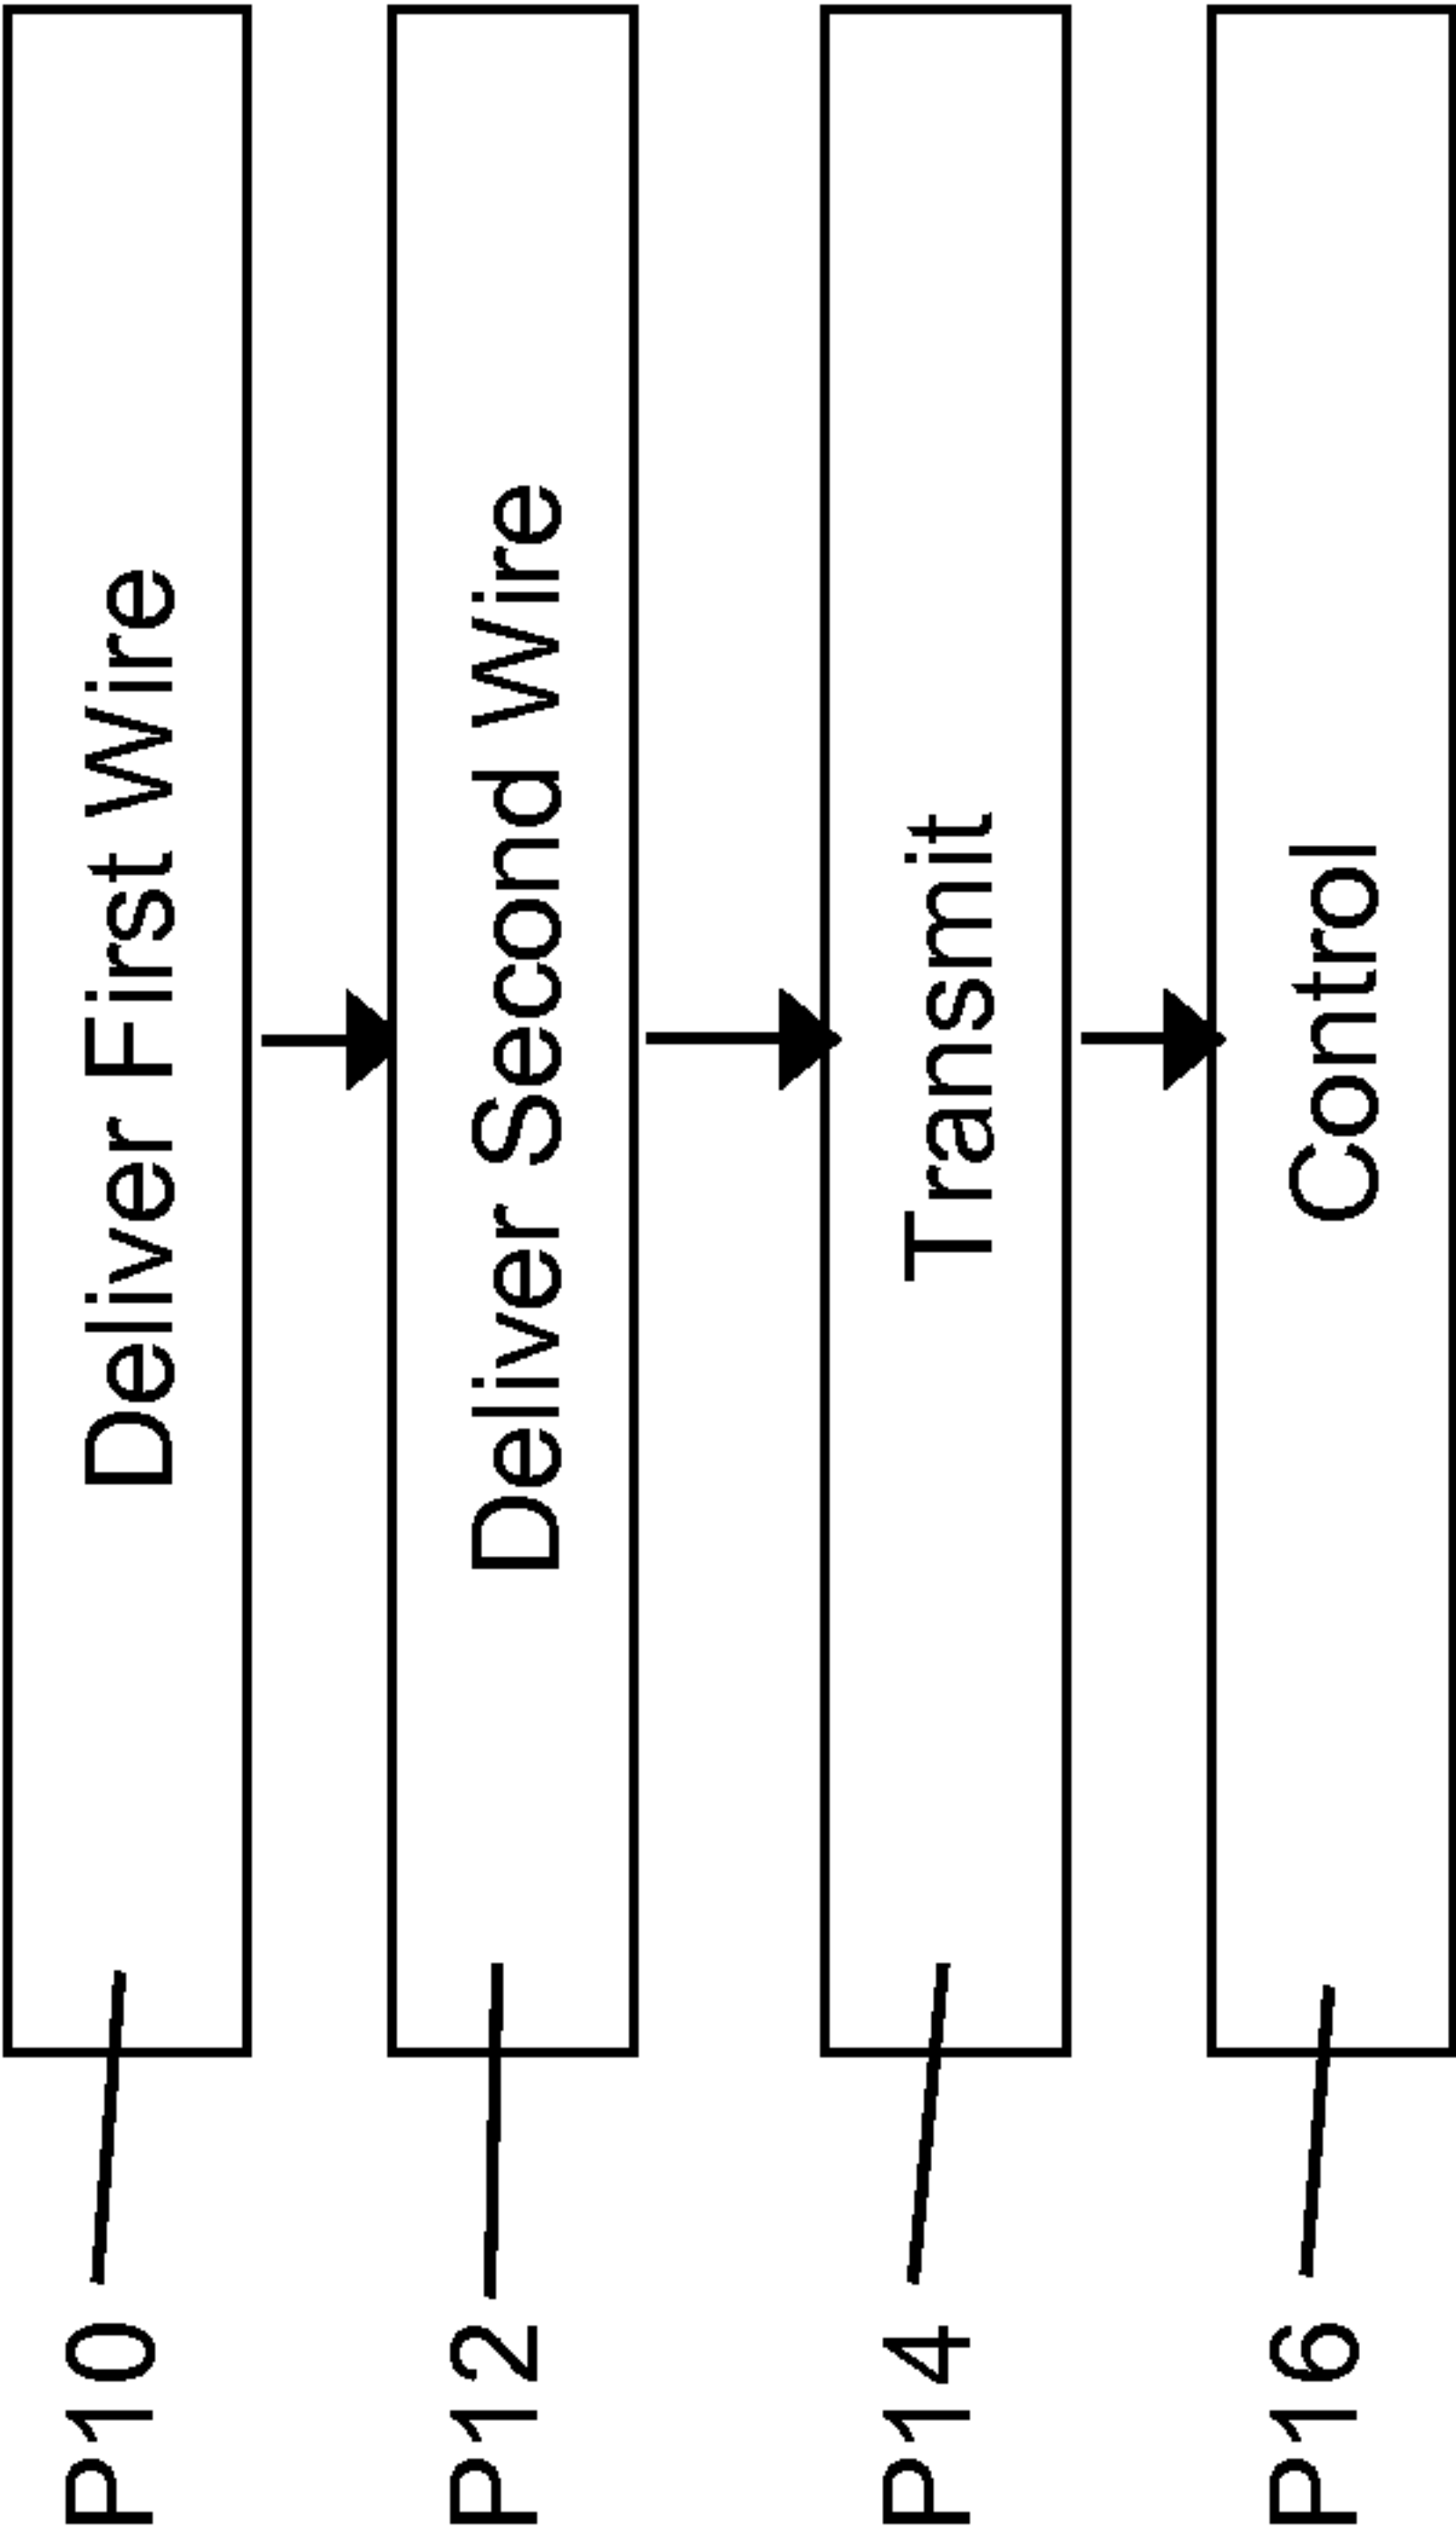 P10 Deliver First Wire
P12 Deliver Second Wire
P14 Transmit
P16 Control